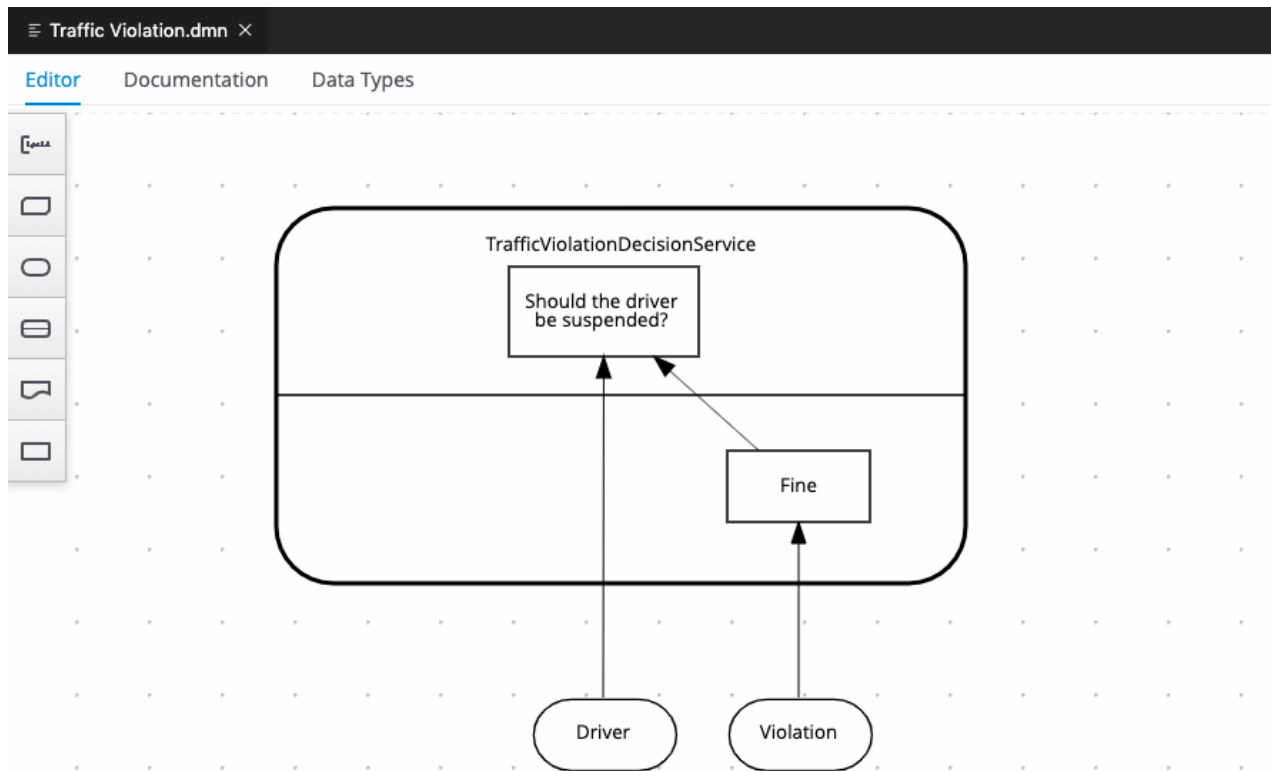 Traffic Violation.dmn
Editor Documentation Data Types
TrafficViolationDecisionService
Should the driver
be suspended?
Fine
Driver
Violation